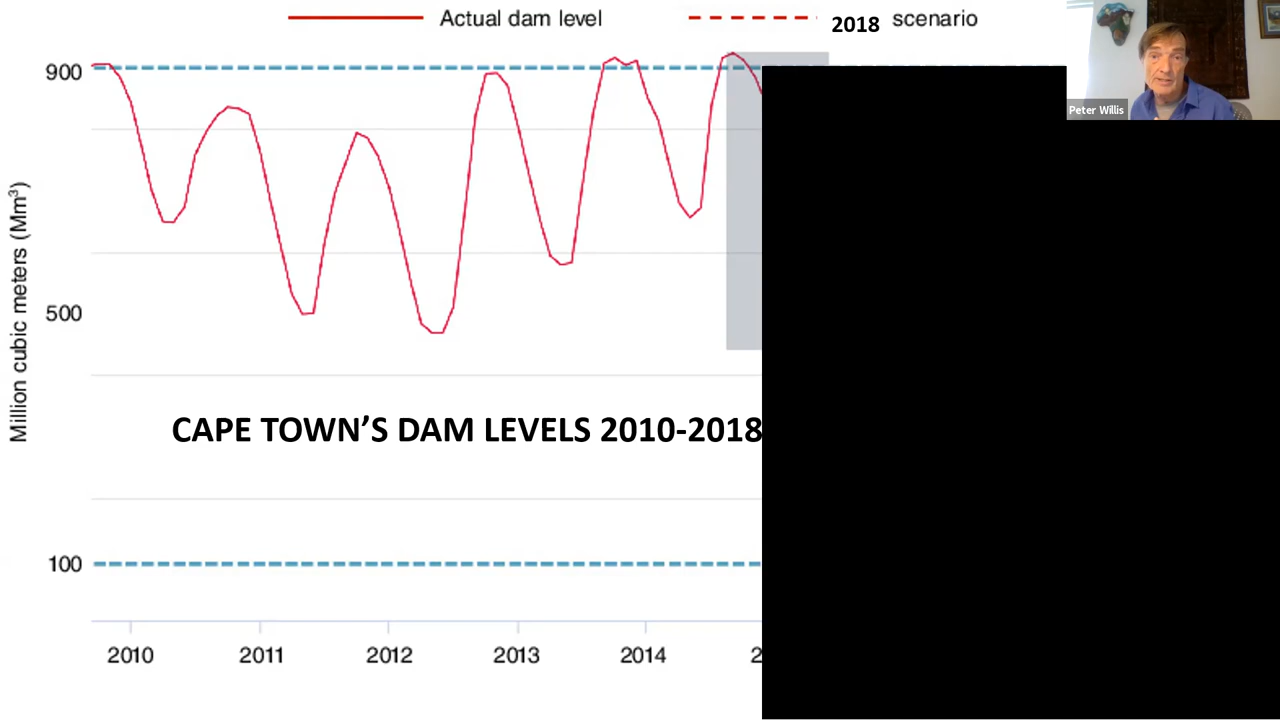 Actual dam level
2018 scenario
Peter Willis
900
500
100
Million cubic meters (Mm³)
CAPE TOWN’S DAM LEVELS 2010-2018
2010 2011 2012 2013 2014